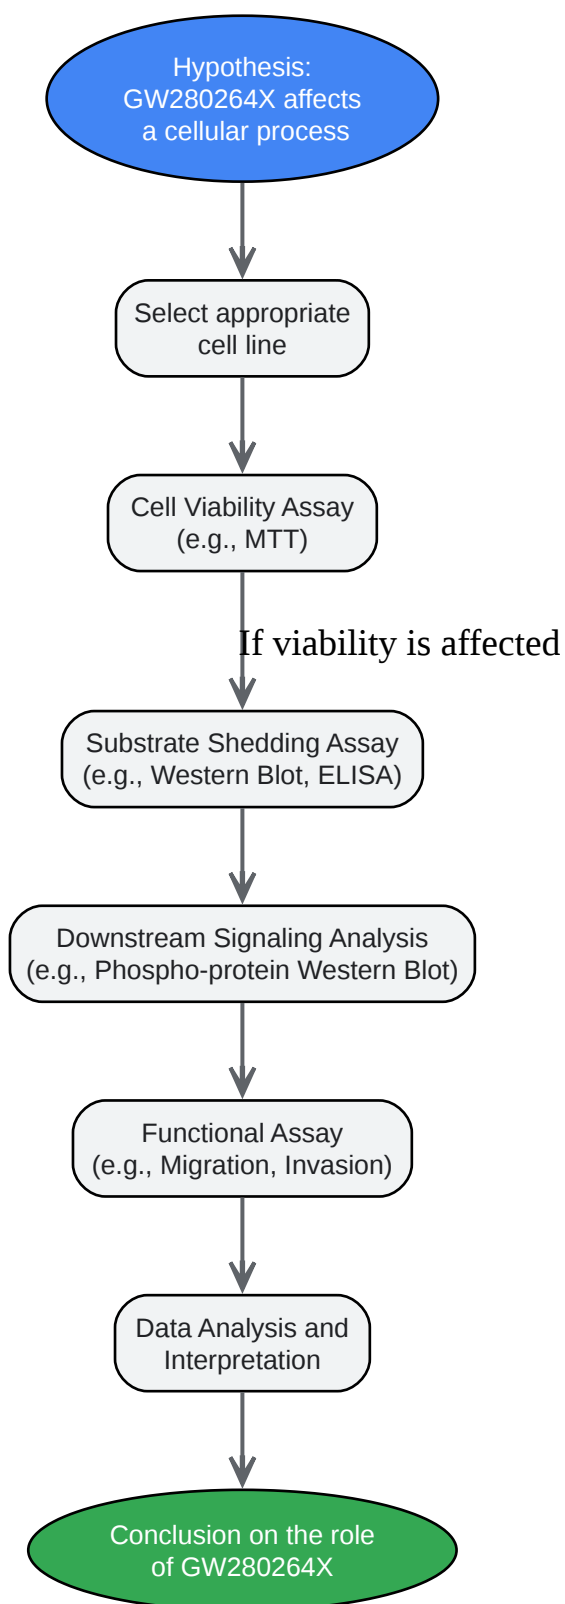 Hypothesis:
GW280264X affects
a cellular process
Select appropriate
cell line
Cell Viability Assay
(e.g., MTT)
If viability is affected
Substrate Shedding Assay
(e.g., Western Blot, ELISA)
Downstream Signaling Analysis
(e.g., Phospho-protein Western Blot)
Functional Assay
(e.g., Migration, Invasion)
Data Analysis and
Interpretation
Conclusion on the role
of GW280264X